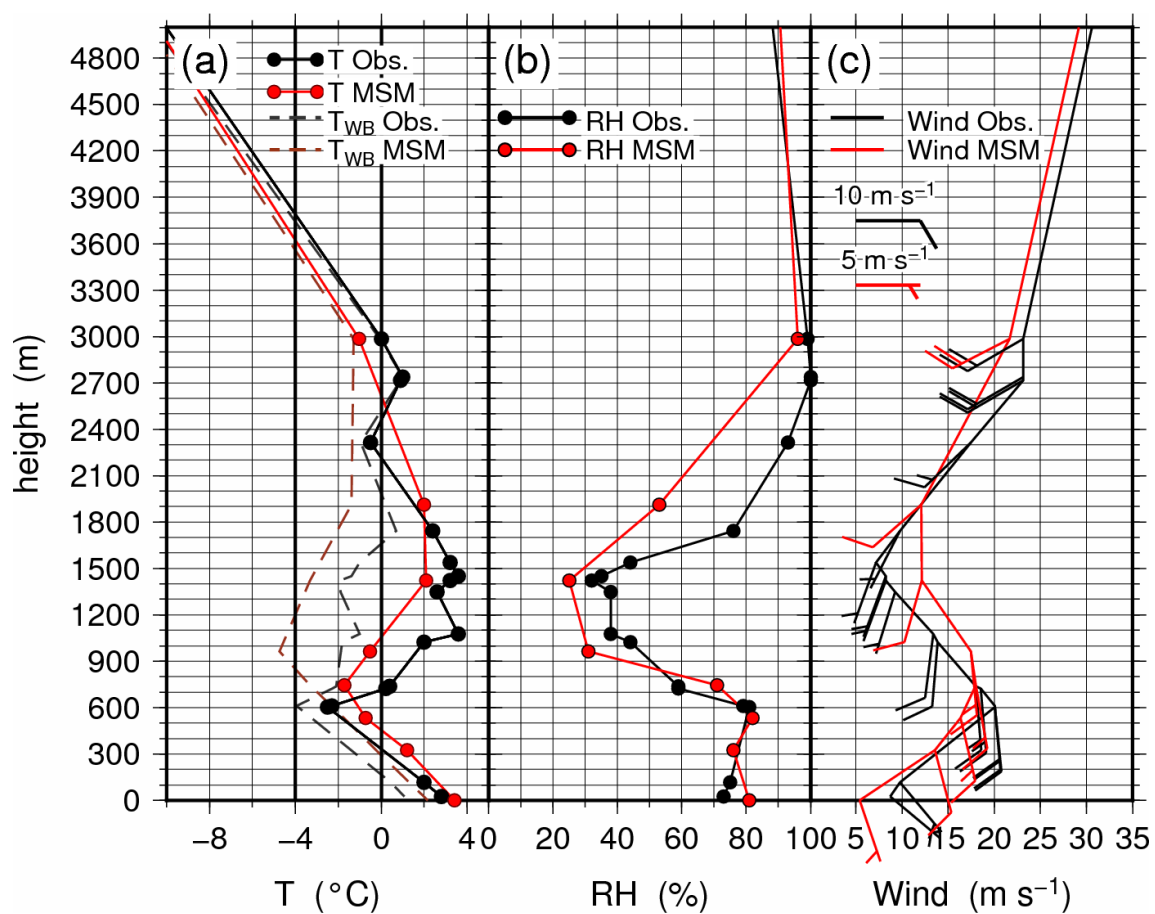 (a)
T Obs.
T MSM
T_WB Obs.
T_WB MSM
(b)
RH Obs.
RH MSM
(c)
Wind Obs.
Wind MSM
10 m s⁻¹
5 m s⁻¹
height (m)
4800
4500
4200
3900
3600
3300
3000
2700
2400
2100
1800
1500
1200
900
600
300
0
−8 −4 0 4
0 20 40 60 80 100
5 10 15 20 25 30 35
T (°C)
RH (%)
Wind (m s⁻¹)